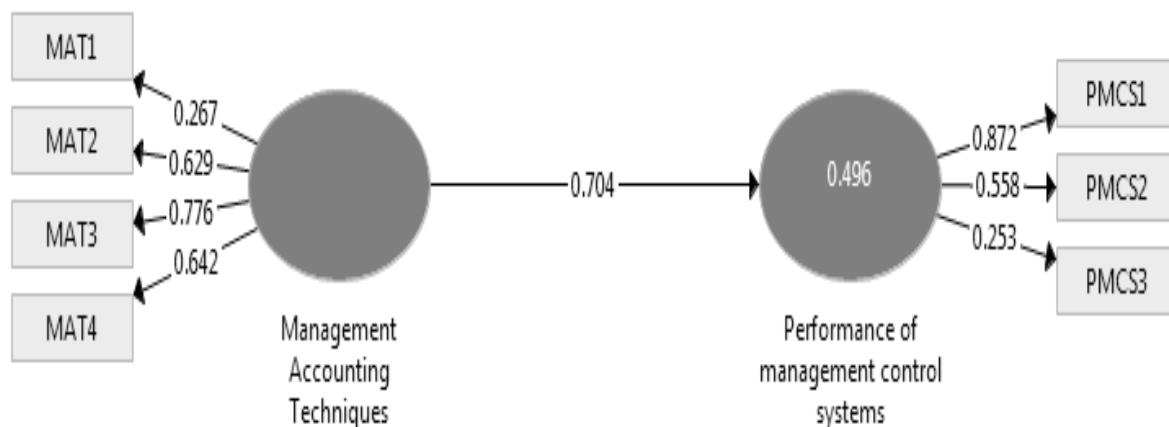 MAT1
MAT2
MAT3
MAT4
0.267
0.629
0.776
0.642
Management
Accounting
Techniques
0.704
0.496
Performance of
management control
systems
0.872
0.558
0.253
PMCS1
PMCS2
PMCS3